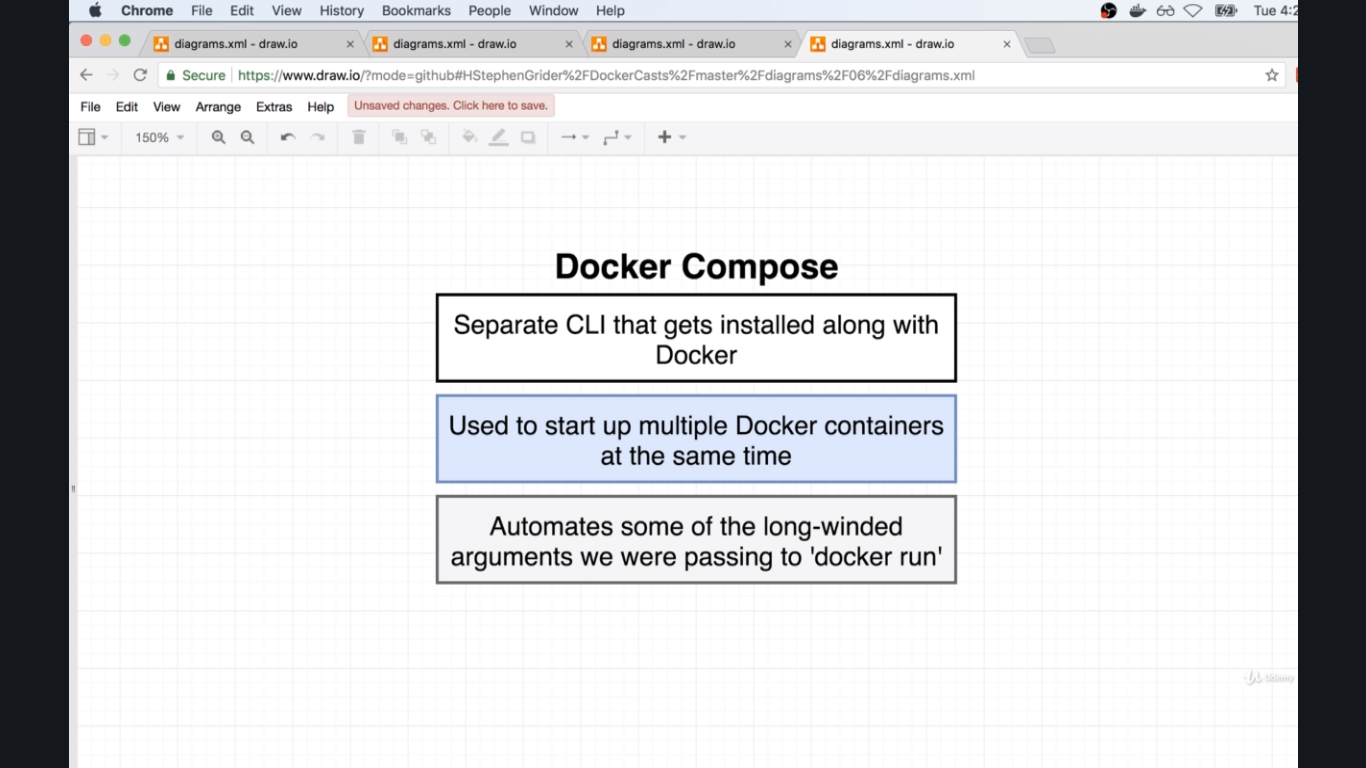 Chrome File Edit View History Bookmarks People Window Help Tue 4:2
diagrams.xml - draw.io diagrams.xml - draw.io diagrams.xml - draw.io diagrams.xml - draw.io
Secure https://www.draw.io/?mode=github#HStephenGrider%2FDockerCasts%2Fmaster%2Fdiagrams%2F06%2Fdiagrams.xml
File Edit View Arrange Extras Help Unsaved changes. Click here to save.
150%
Docker Compose
Separate CLI that gets installed along with
Docker
Used to start up multiple Docker containers
at the same time
Automates some of the long-winded
arguments we were passing to 'docker run'
Udemy